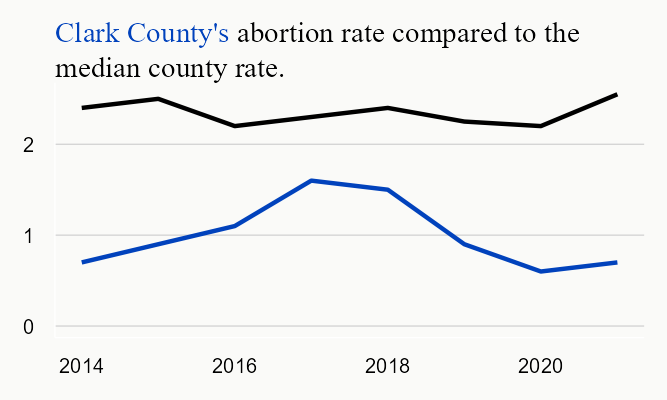 Clark County's abortion rate compared to the
median county rate.
2
1
0
2014 2016 2018 2020